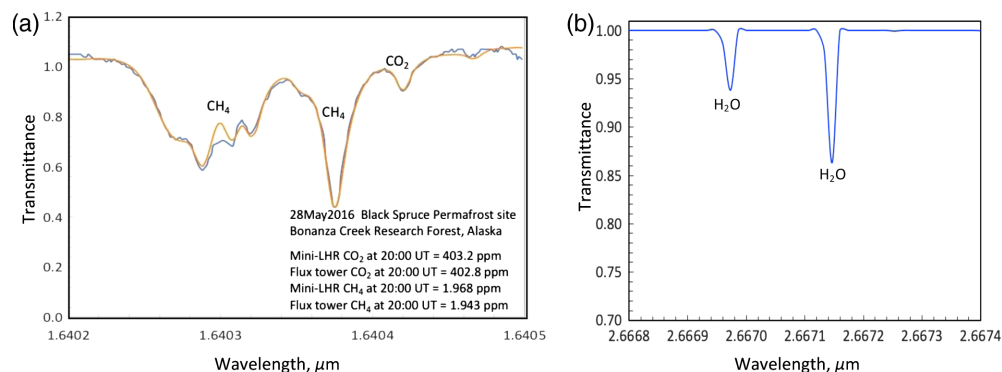 (a)
1.2
1.0
0.8
0.6
0.4
0.2
0.0
Transmittance
CH₄
CH₄
CO₂
28May2016 Black Spruce Permafrost site
Bonanza Creek Research Forest, Alaska
Mini-LHR CO₂ at 20:00 UT = 403.2 ppm
Flux tower CO₂ at 20:00 UT = 402.8 ppm
Mini-LHR CH₄ at 20:00 UT = 1.968 ppm
Flux tower CH₄ at 20:00 UT = 1.943 ppm
1.6402 1.6403 1.6404 1.6405
Wavelength, µm
(b)
1.00
0.95
0.90
0.85
0.80
0.75
0.70
Transmittance
H₂O
H₂O
2.6668 2.6669 2.6670 2.6671 2.6672 2.6673 2.6674
Wavelength, µm